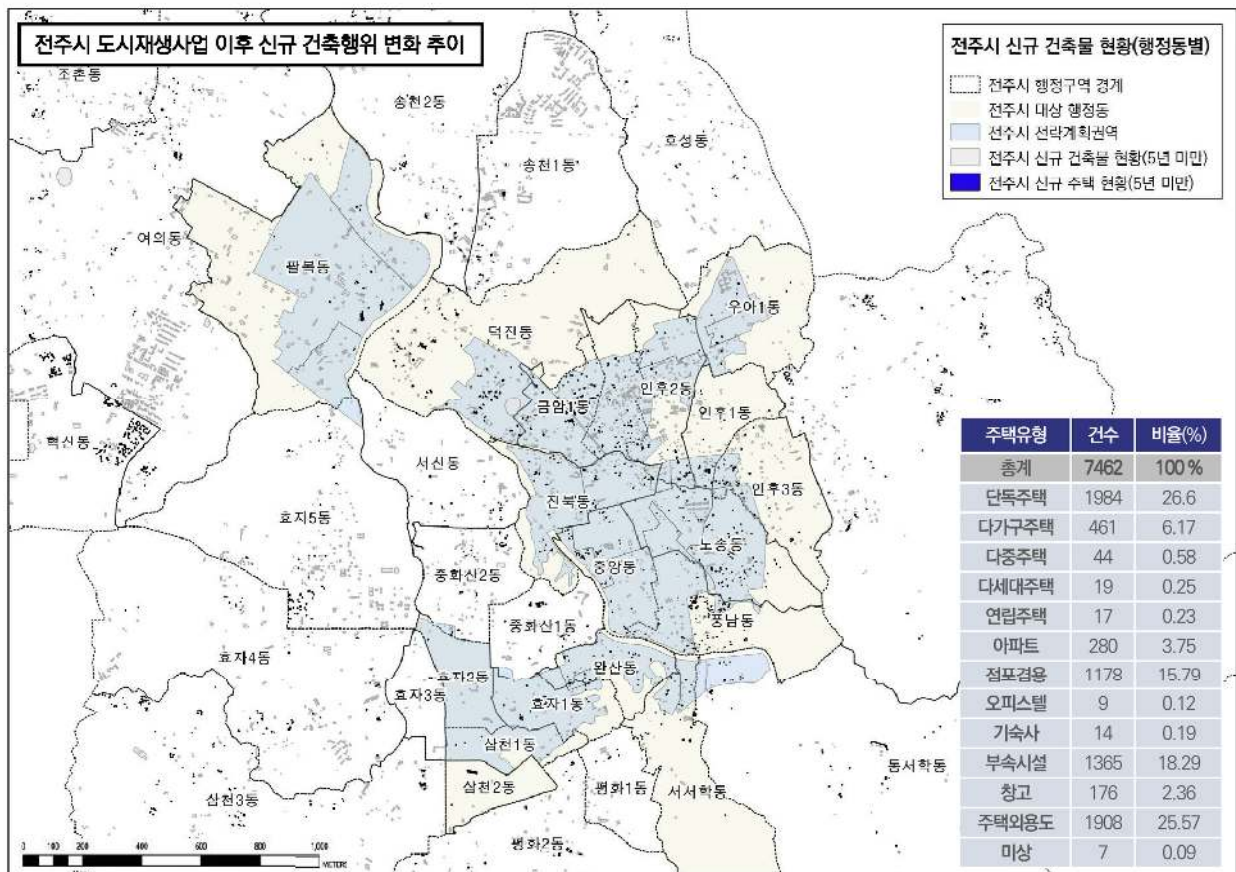 전주시 도시재생사업 이후 신규 건축행위 변화 추이
전주시 신규 건축물 현황(행정동별)
전주시 행정구역 경계
전주시 대상 행정동
전주시 전략계획권역
전주시 신규 건축물 현황(5년 미만)
전주시 신규 주택 현황(5년 미만)
조촌동
송천2동
호성동
송천1동
여의동
팔복동
우아1동
덕진동
인후2동
금암1동
인후1동
혁신동
서신동
인후3동
진북동
효자5동
노송동
중앙동
중화산2동
풍남동
중화산1동
효자4동
완산동
효자2동
효자3동
효자1동
삼천1동
동서학동
삼천2동
평화1동
서서학동
삼천3동
평화2동
0 100 200 400 600 800 1,000
METERS
주택유형 건수 비율(%)
총계 7462 100 %
단독주택 1984 26.6
다가구주택 461 6.17
다중주택 44 0.58
다세대주택 19 0.25
연립주택 17 0.23
아파트 280 3.75
점포겸용 1178 15.79
오피스텔 9 0.12
기숙사 14 0.19
부속시설 1365 18.29
창고 176 2.36
주택외용도 1908 25.57
미상 7 0.09